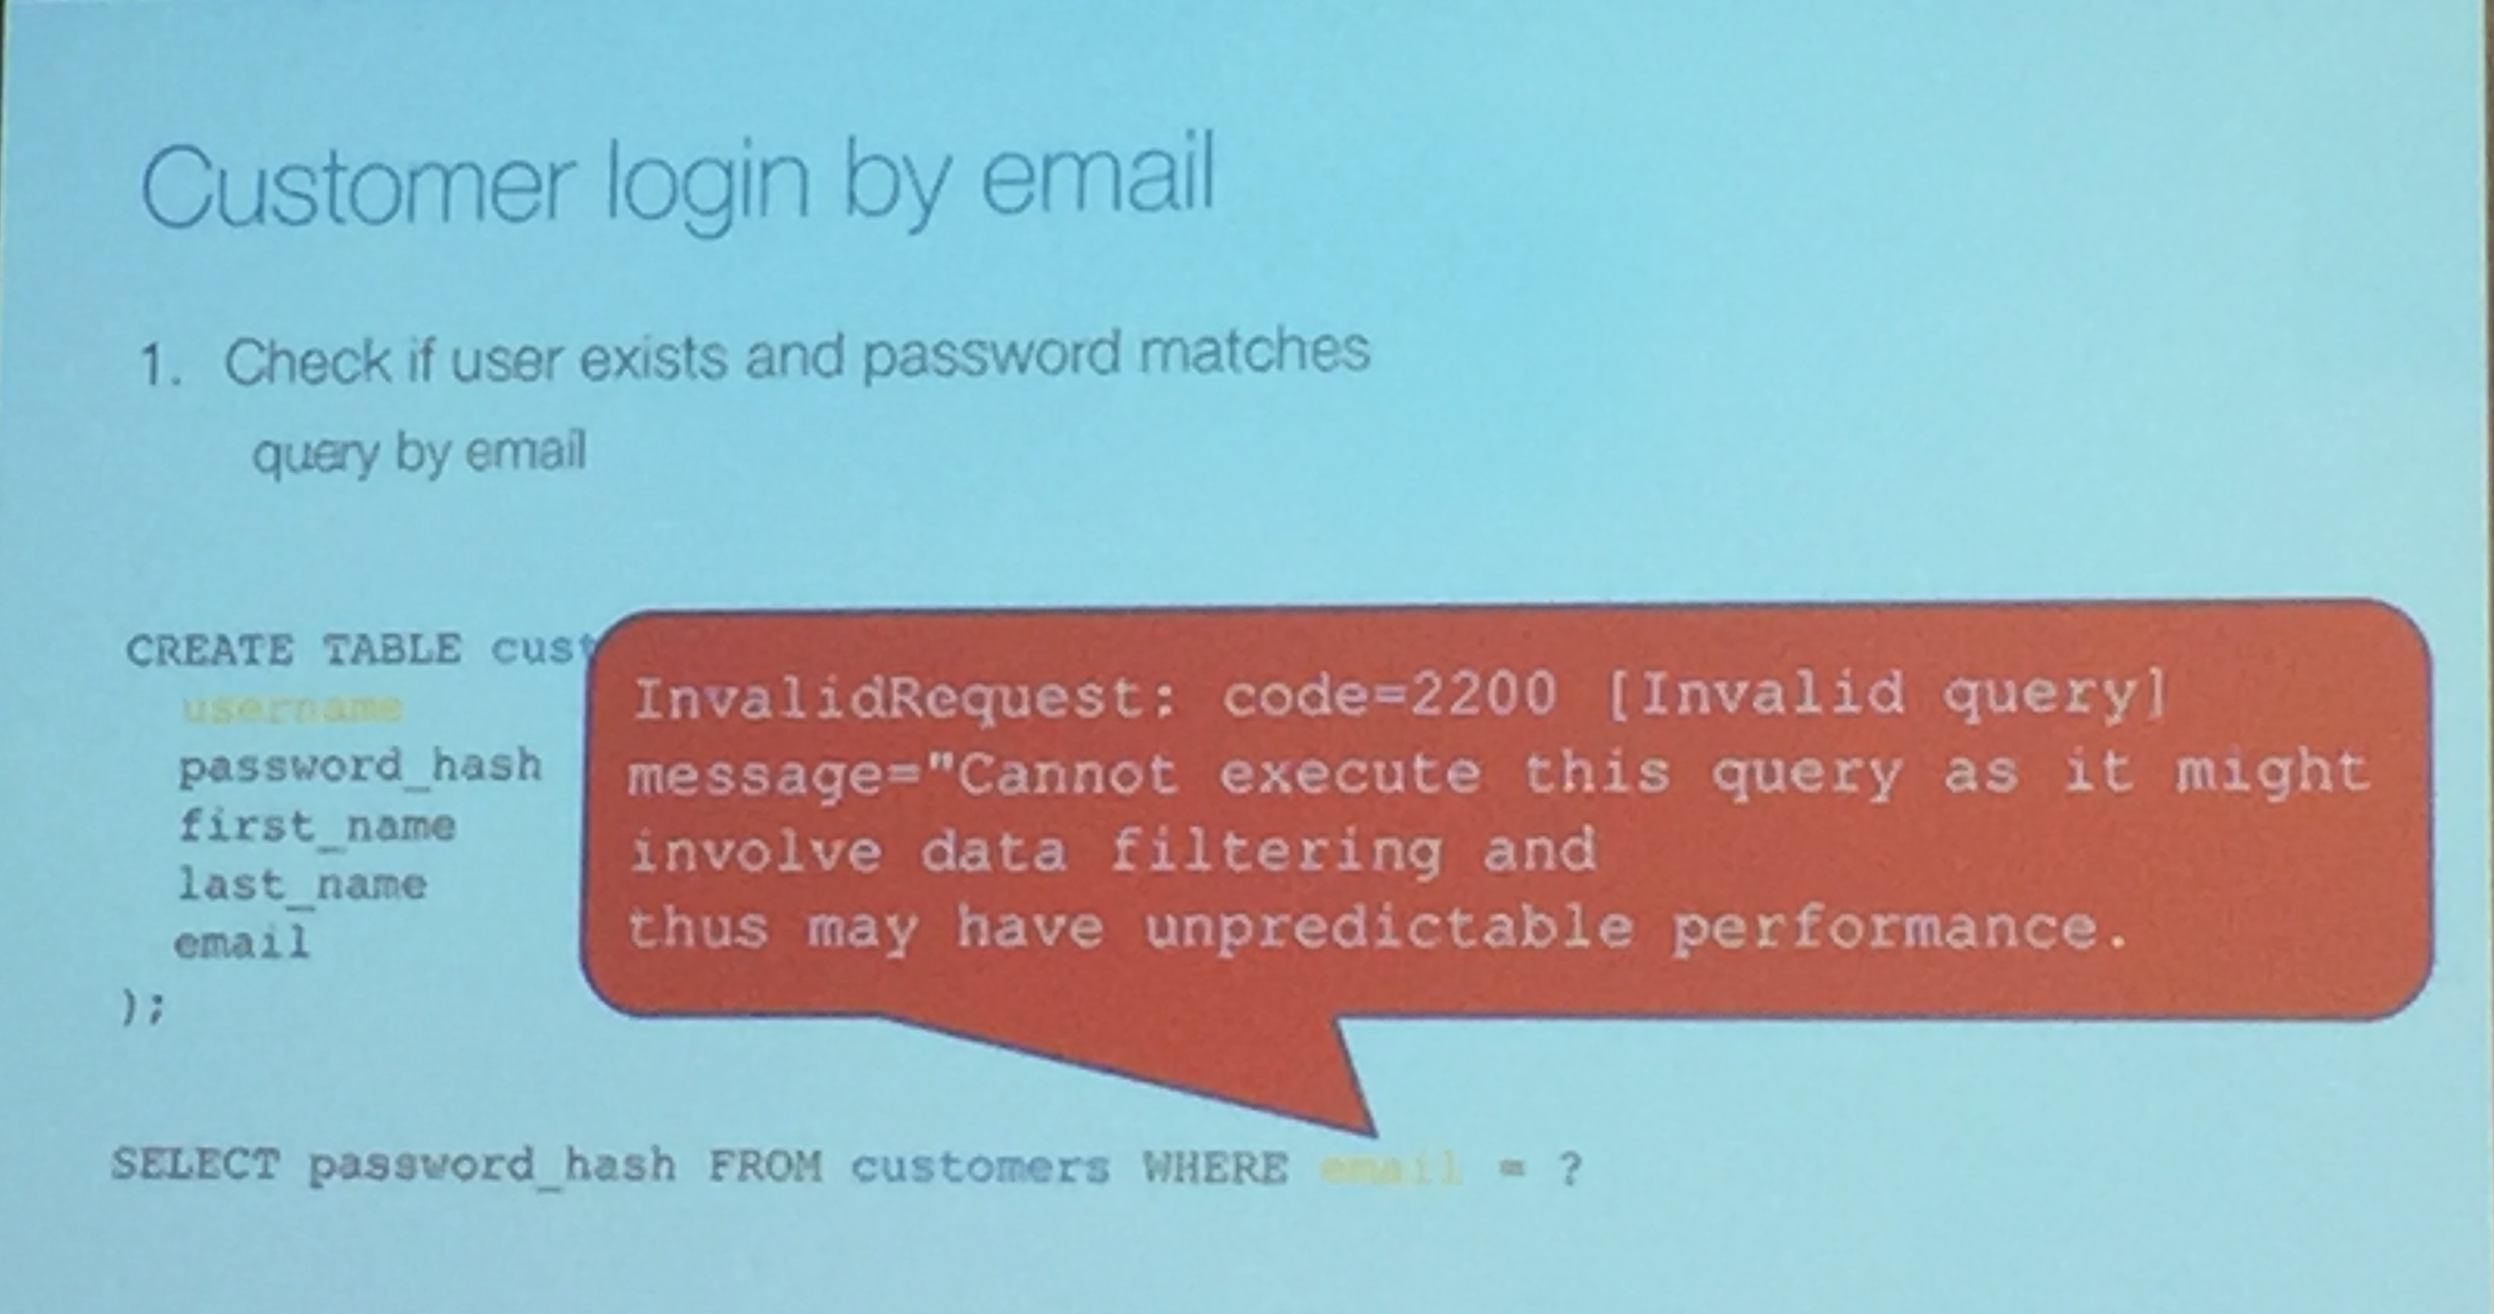 Customer login by email
1. Check if user exists and password matches
query by email
CREATE TABLE cust
username
password_hash
first_name
last_name
email
);
InvalidRequest: code=2200 [Invalid query]
message="Cannot execute this query as it might
involve data filtering and
thus may have unpredictable performance.
SELECT password_hash FROM customers WHERE email = ?